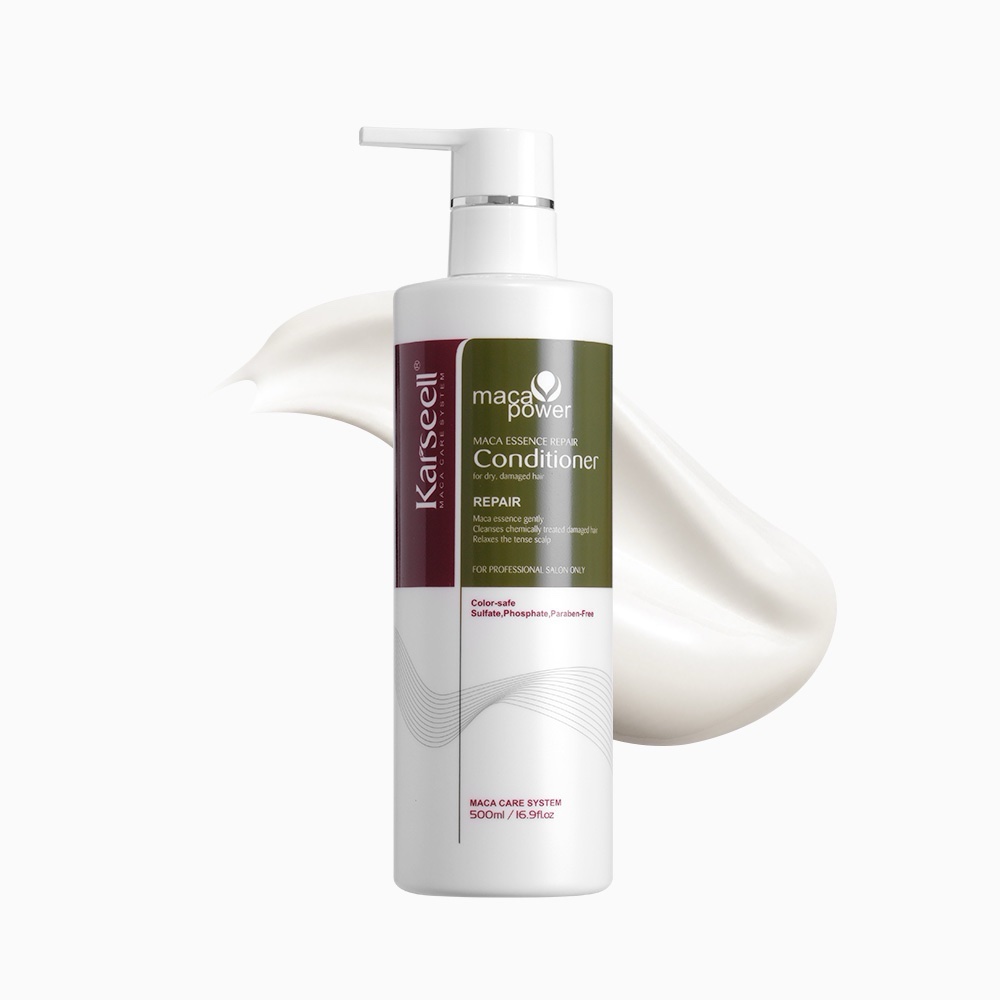 Karseell®
MACA CARE SYSTEM
maca
power
MACA ESSENCE REPAIR
Conditioner
for dry, damaged hair
REPAIR
Maca essence gently
Cleanses chemically treated damaged hair
Relaxes the tense scalp
FOR PROFESSIONAL SALON ONLY
Color-safe
Sulfate,Phosphate,Paraben-Free
MACA CARE SYSTEM
500ml / 16.9fl.oz